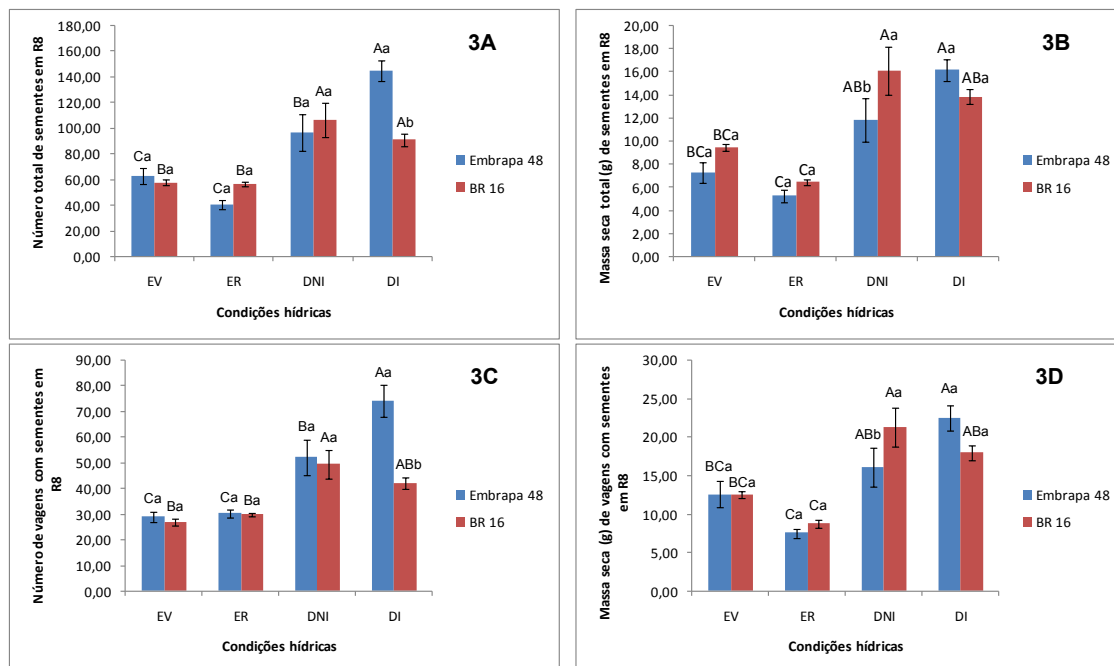 3A
Número total de sementes em R8
180,00
160,00
140,00
120,00
100,00
80,00
60,00
40,00
20,00
0,00
Ca Ba Ca Ba Ba Aa Aa Ab
EV ER DNI DI
Condições hídricas
Embrapa 48
BR 16
3B
Massa seca total (g) de sementes em R8
20,00
18,00
16,00
14,00
12,00
10,00
8,00
6,00
4,00
2,00
0,00
BCa BCa Ca Ca ABb Aa Aa ABa
EV ER DNI DI
Condições hídricas
Embrapa 48
BR 16
3C
Número de vagens com sementes em
R8
90,00
80,00
70,00
60,00
50,00
40,00
30,00
20,00
10,00
0,00
Ca Ba Ca Ba Ba Aa Aa ABb
EV ER DNI DI
Condições hídricas
Embrapa 48
BR 16
3D
Massa seca (g) de vagens com sementes
em R8
30,00
25,00
20,00
15,00
10,00
5,00
0,00
BCa BCa Ca Ca ABb Aa Aa ABa
EV ER DNI DI
Condições hídricas
Embrapa 48
BR 16